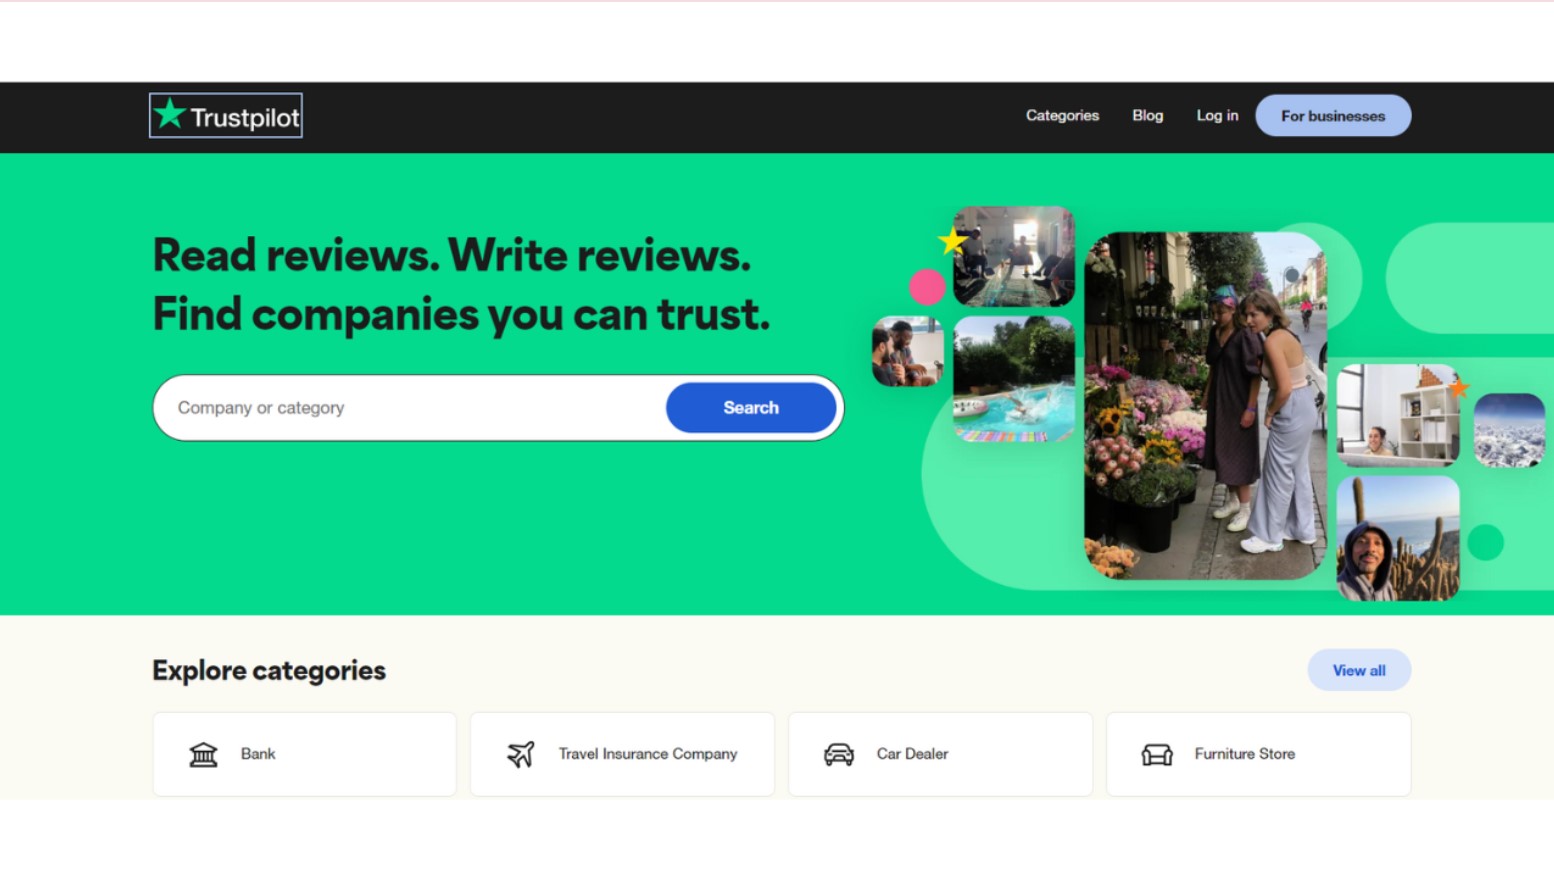 Trustpilot
Categories
Blog
Log in
For businesses
Read reviews. Write reviews.
Find companies you can trust.
Company or category
Search
Explore categories
View all
Bank
Travel Insurance Company
Car Dealer
Furniture Store